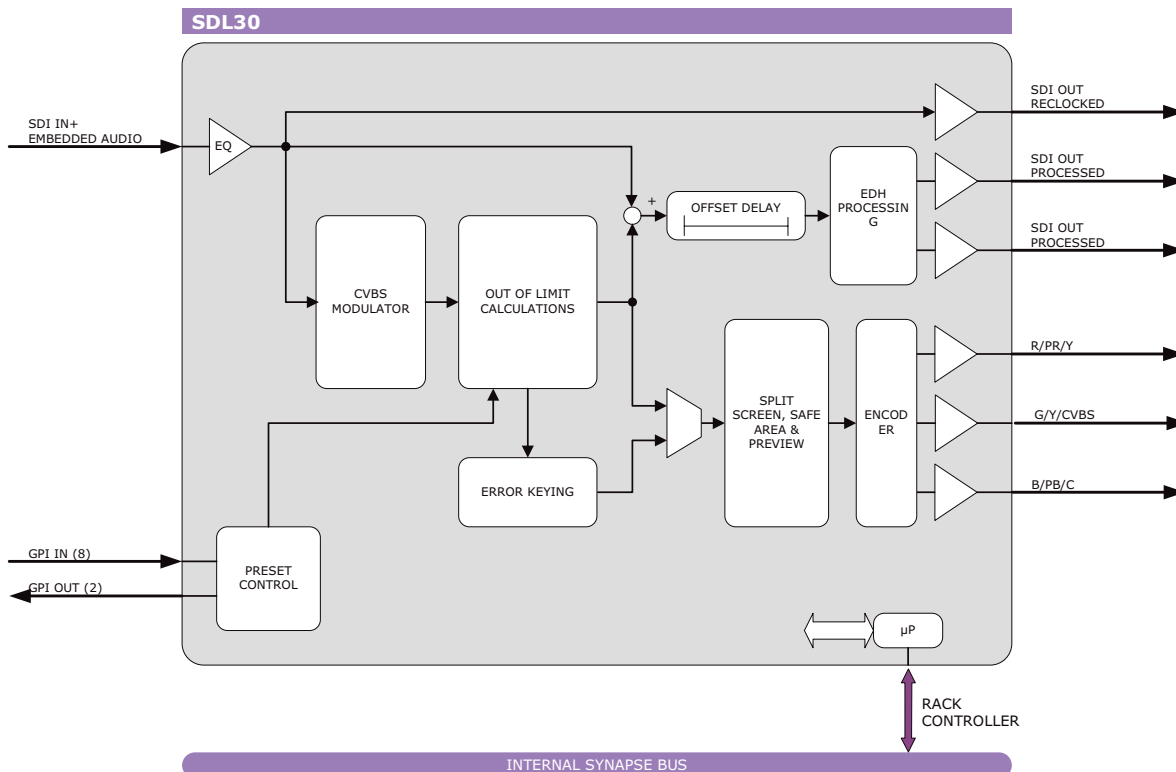 SDL30
SDI IN+
EMBEDDED AUDIO
EQ
SDI OUT
RECLOCKED
SDI OUT
PROCESSED
SDI OUT
PROCESSED
+
OFFSET DELAY
EDH
PROCESSIN
G
CVBS
MODULATOR
OUT OF LIMIT
CALCULATIONS
ERROR KEYING
SPLIT
SCREEN, SAFE
AREA &
PREVIEW
ENCOD
ER
R/PR/Y
G/Y/CVBS
B/PB/C
GPI IN (8)
GPI OUT (2)
PRESET
CONTROL
µP
RACK
CONTROLLER
INTERNAL SYNAPSE BUS